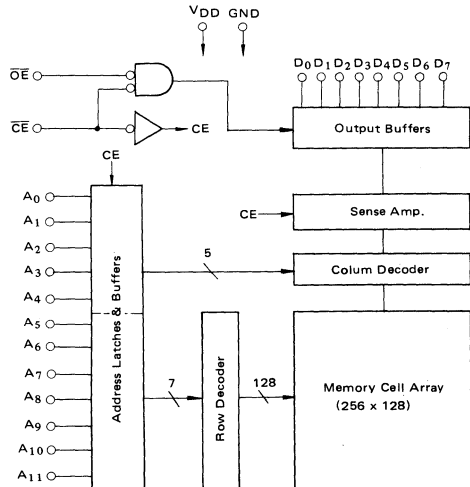 VDD GND
D0 D1 D2 D3 D4 D5 D6 D7
OE
CE
CE
Output Buffers
CE
A0
A1
A2
A3
A4
A5
A6
A7
A8
A9
A10
A11
Address Latches & Buffers
CE
Sense Amp.
5
Colum Decoder
7
Row Decoder
128
Memory Cell Array
(256 x 128)